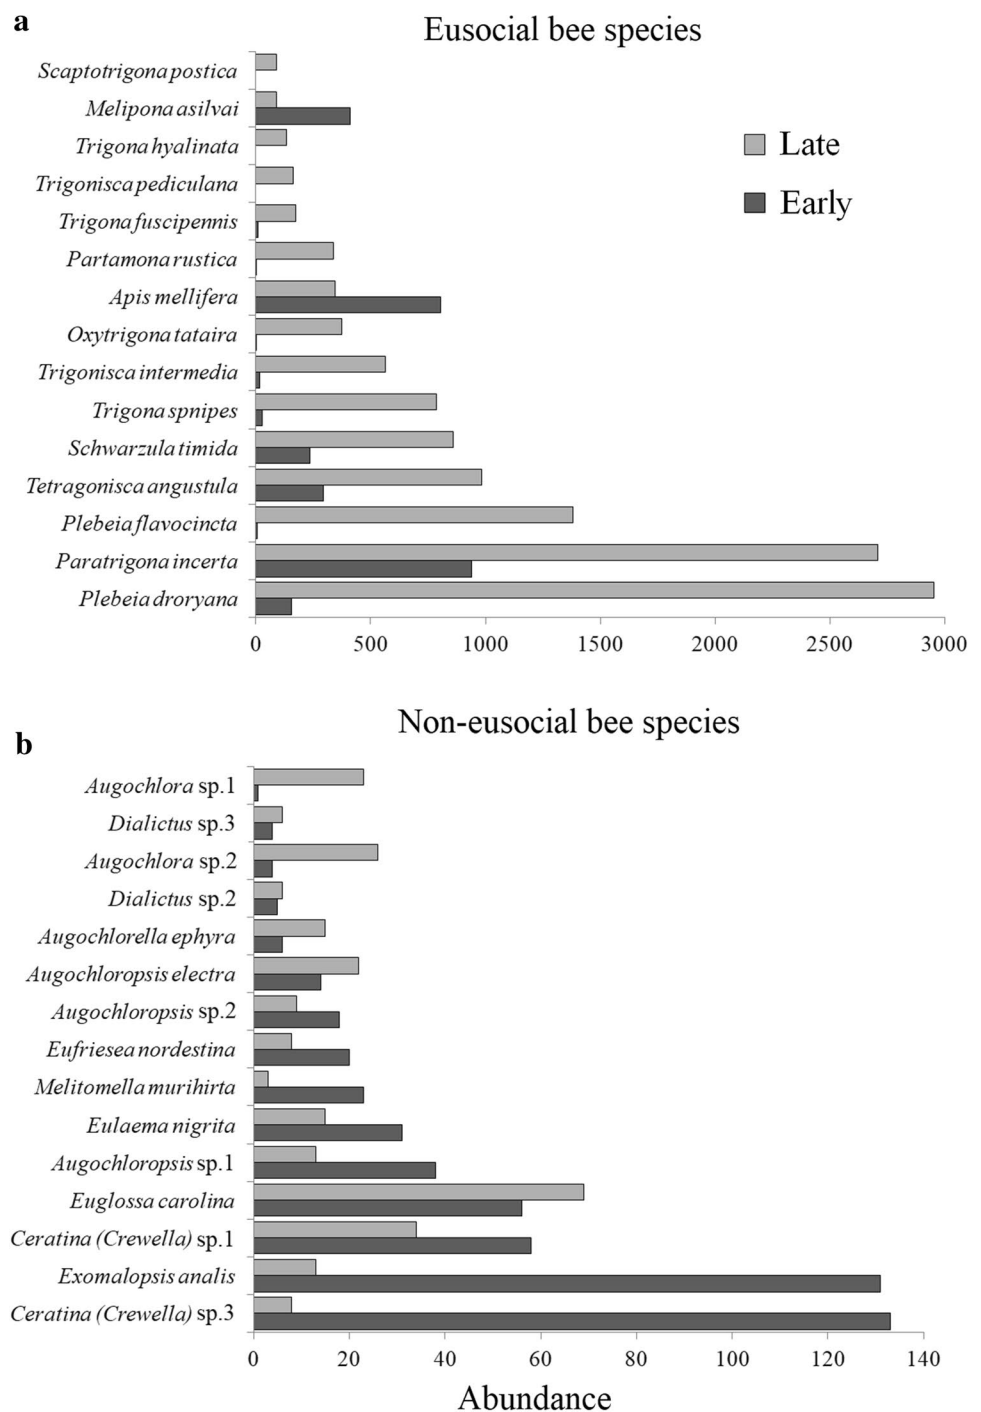 a
Eusocial bee species
Scaptotrigona postica
Melipona asilvai
Trigona hyalinata
Trigonisca pediculana
Trigona fuscipennis
Partamona rustica
Apis mellifera
Oxytrigona tataira
Trigonisca intermedia
Trigona spnipes
Schwarzula timida
Tetragonisca angustula
Plebeia flavocincta
Paratrigona incerta
Plebeia droryana
Late
Early
0 500 1000 1500 2000 2500 3000
Non-eusocial bee species
b
Augochlora sp.1
Dialictus sp.3
Augochlora sp.2
Dialictus sp.2
Augochlorella ephyra
Augochloropsis electra
Augochloropsis sp.2
Eufriesea nordestina
Melitomella murihirta
Eulaema nigrita
Augochloropsis sp.1
Euglossa carolina
Ceratina (Crewella) sp.1
Exomalopsis analis
Ceratina (Crewella) sp.3
0 20 40 60 80 100 120 140
Abundance